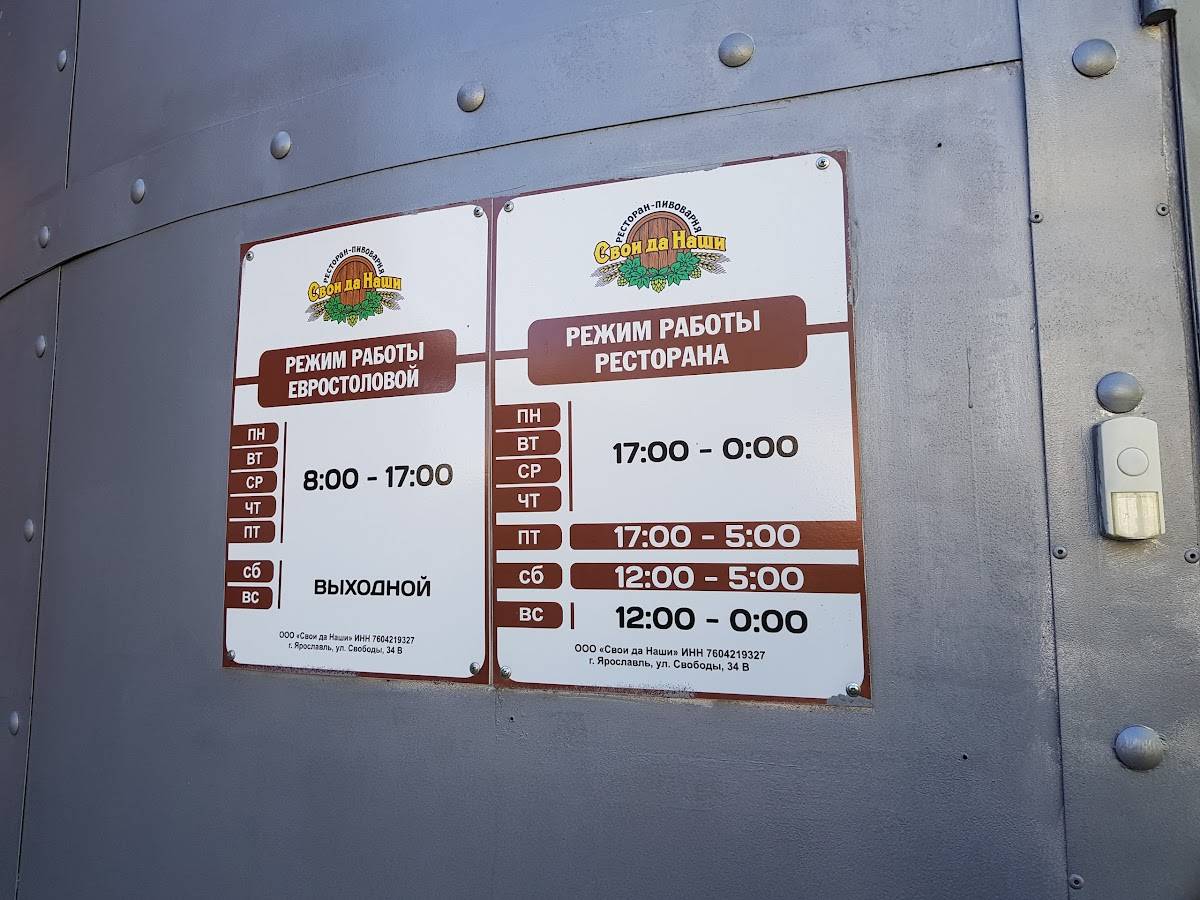 РЕСТОРАН-ПИВОВАРНЯ
Свои да Наши
РЕЖИМ РАБОТЫ
ЕВРОСТОЛОВОЙ
ПН
ВТ
СР
ЧТ
ПТ
8:00 - 17:00
СБ
ВС
ВЫХОДНОЙ
ООО «Свои да Наши» ИНН 7604219327
г. Ярославль, ул. Свободы, 34 В
РЕСТОРАН-ПИВОВАРНЯ
Свои да Наши
РЕЖИМ РАБОТЫ
РЕСТОРАНА
ПН
ВТ
СР
ЧТ
17:00 - 0:00
ПТ 17:00 - 5:00
СБ 12:00 - 5:00
ВС 12:00 - 0:00
ООО «Свои да Наши» ИНН 7604219327
г. Ярославль, ул. Свободы, 34 В